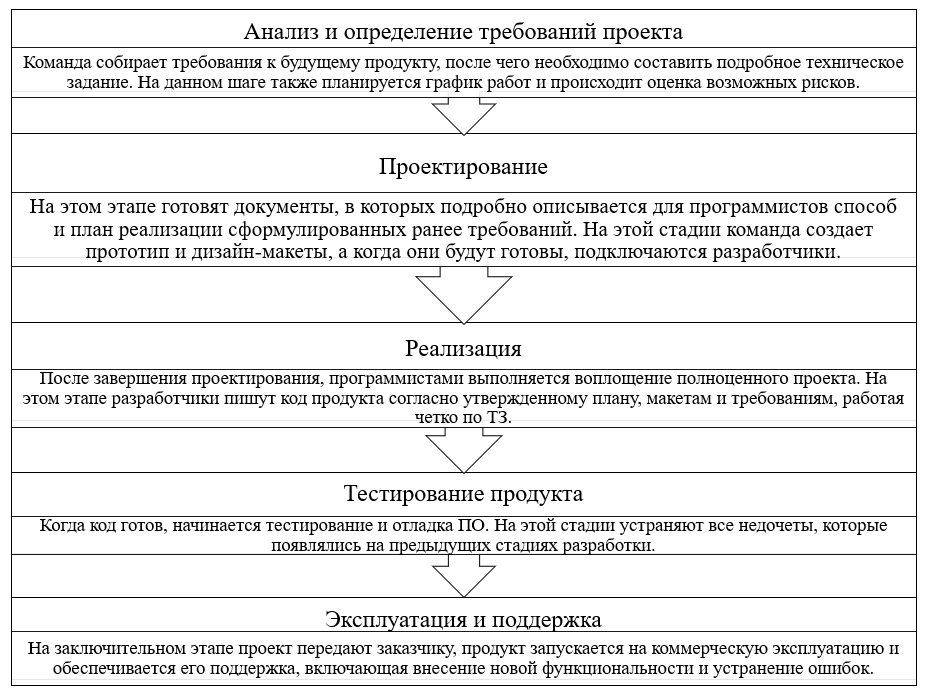 Анализ и определение требований проекта
Команда собирает требования к будущему продукту, после чего необходимо составить подробное техническое
задание. На данном шаге также планируется график работ и происходит оценка возможных рисков.
Проектирование
На этом этапе готовят документы, в которых подробно описывается для программистов способ
и план реализации сформулированных ранее требований. На этой стадии команда создает
прототип и дизайн-макеты, а когда они будут готовы, подключаются разработчики.
Реализация
После завершения проектирования, программистами выполняется воплощение полноценного проекта. На
этом этапе разработчики пишут код продукта согласно утвержденному плану, макетам и требованиям, работая
четко по ТЗ.
Тестирование продукта
Когда код готов, начинается тестирование и отладка ПО. На этой стадии устраняют все недочеты, которые
появлялись на предыдущих стадиях разработки.
Эксплуатация и поддержка
На заключительном этапе проект передают заказчику, продукт запускается на коммерческую эксплуатацию и
обеспечивается его поддержка, включающая внесение новой функциональности и устранение ошибок.